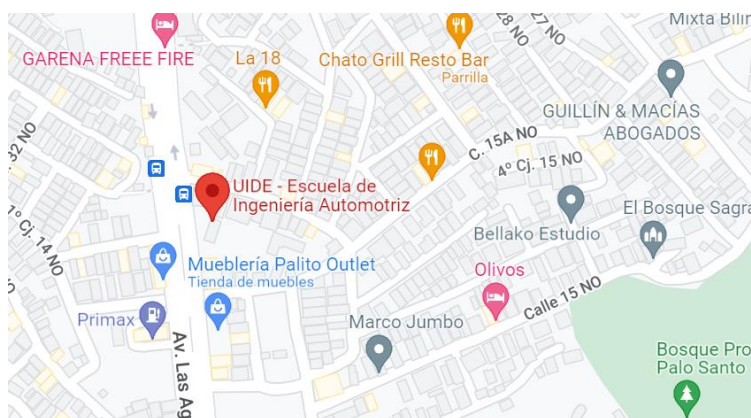 Mixta Bilin
GARENA FREEE FIRE
La 18
Chato Grill Resto Bar
Parrilla
28 NO
27 NO
GUILLÍN & MACÍAS
ABOGADOS
C. 15A NO
4º Cj. 15 NO
32 NO
UIDE - Escuela de
Ingeniería Automotriz
1º Cj. 14 NO
Bellako Estudio
El Bosque Sagra
Mueblería Palito Outlet
Tienda de muebles
Olivos
Primax
Marco Jumbo
Calle 15 NO
Av. Las Ag
Bosque Pro
Palo Santo